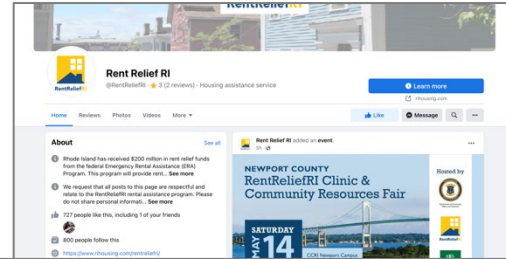 RentReliefRI
RentReliefRI
Rent Relief RI
@RentReliefRI · 3 (2 reviews) · Housing assistance service
Learn more
rihousing.com
Home Reviews Photos Videos More
Like Message
About See all
Rhode Island has received $200 million in rent relief funds
from the federal Emergency Rental Assistance (ERA)
Program. This program will provide rent... See more
We request that all posts to this page are respectful and
relate to the RentReliefRI rental assistance program. Please
do not share personal informati... See more
727 people like this, including 1 of your friends
800 people follow this
https://www.rihousing.com/rentreliefri/
Rent Relief RI added an event.
5h
NEWPORT COUNTY
RentReliefRI Clinic &
Community Resources Fair
Hosted by
RentReliefRI
SATURDAY
MAY 14
CCRI Newport Campus